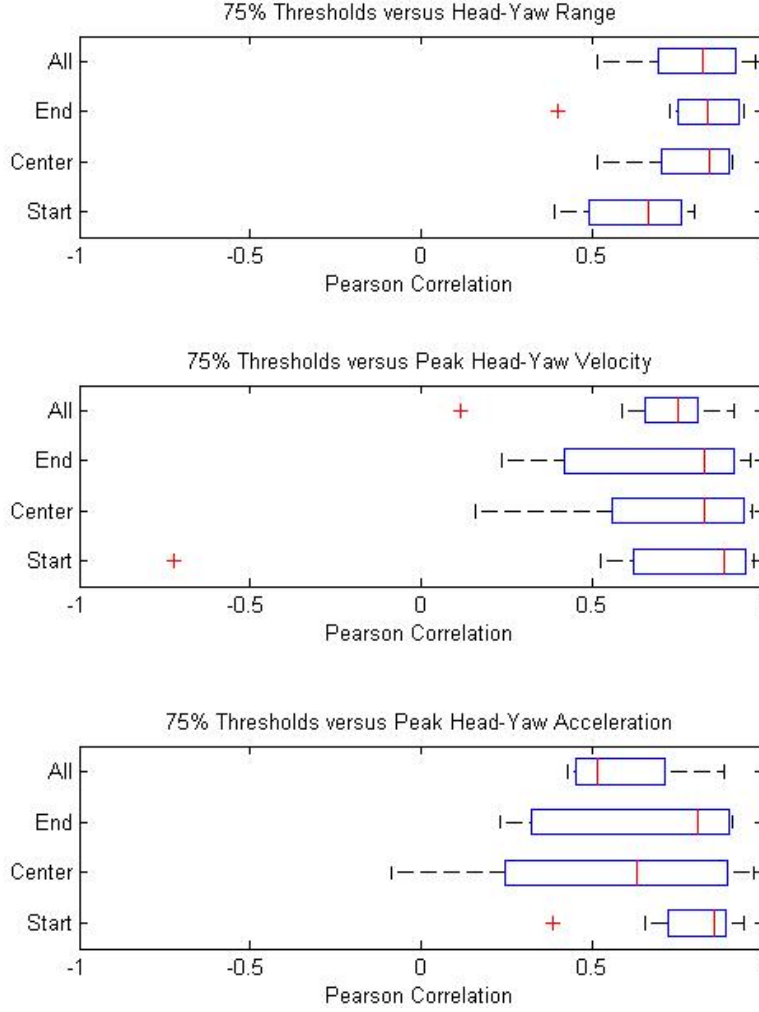 75% Thresholds versus Head-Yaw Range
All
End
Center
Start
-1 -0.5 0 0.5
Pearson Correlation
75% Thresholds versus Peak Head-Yaw Velocity
All
End
Center
Start
-1 -0.5 0 0.5
Pearson Correlation
75% Thresholds versus Peak Head-Yaw Acceleration
All
End
Center
Start
-1 -0.5 0 0.5
Pearson Correlation